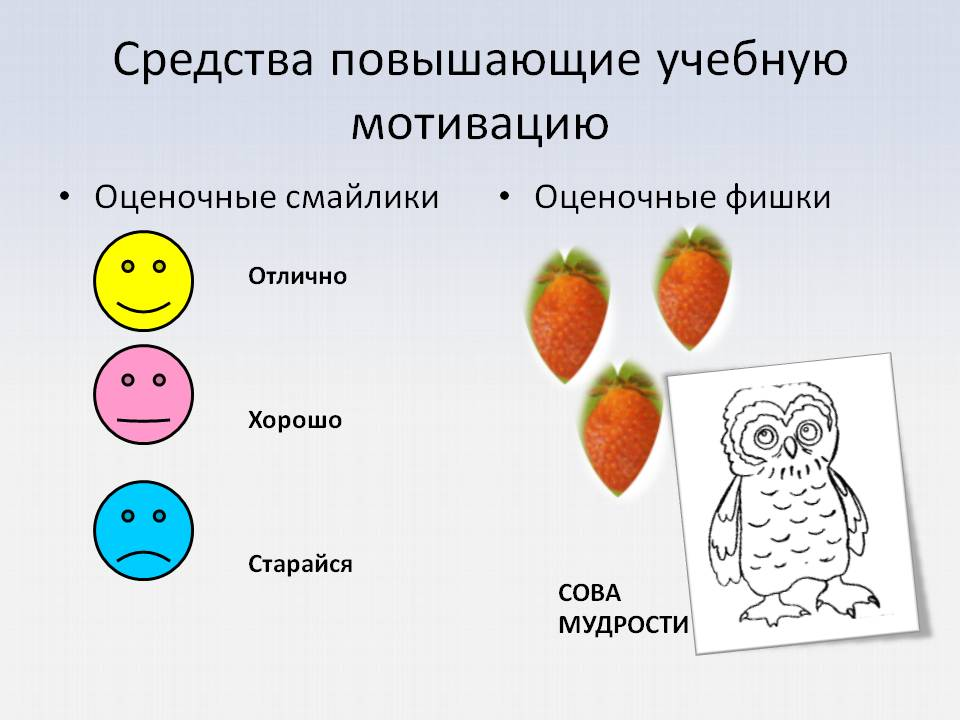 Средства повышающие учебную
мотивацию
• Оценочные смайлики
Отлично
Хорошо
Старайся
• Оценочные фишки
СОВА
МУДРОСТИ